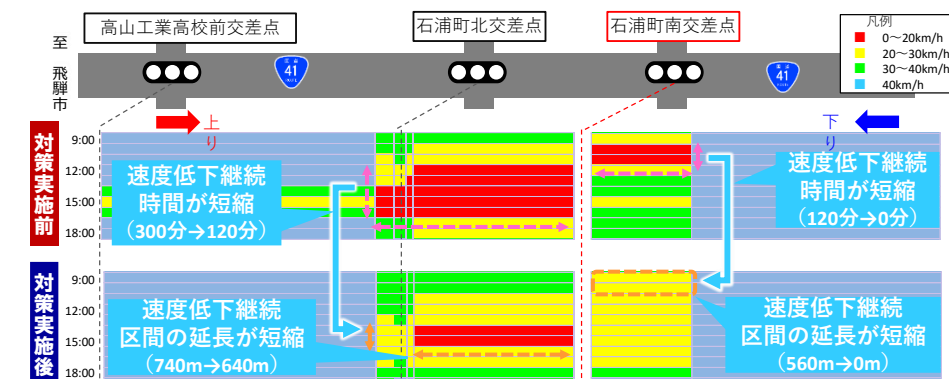 高山工業高校前交差点
石浦町北交差点
石浦町南交差点
凡例
0～20km/h
20～30km/h
30～40km/h
40km/h
至 飛騨市
41
41
上り
下り
対策実施前
9:00
12:00
15:00
18:00
速度低下継続
時間が短縮
（300分→120分）
速度低下継続
時間が短縮
（120分→0分）
対策実施後
9:00
12:00
15:00
18:00
速度低下継続
区間の延長が短縮
（740m→640m）
速度低下継続
区間の延長が短縮
（560m→0m）